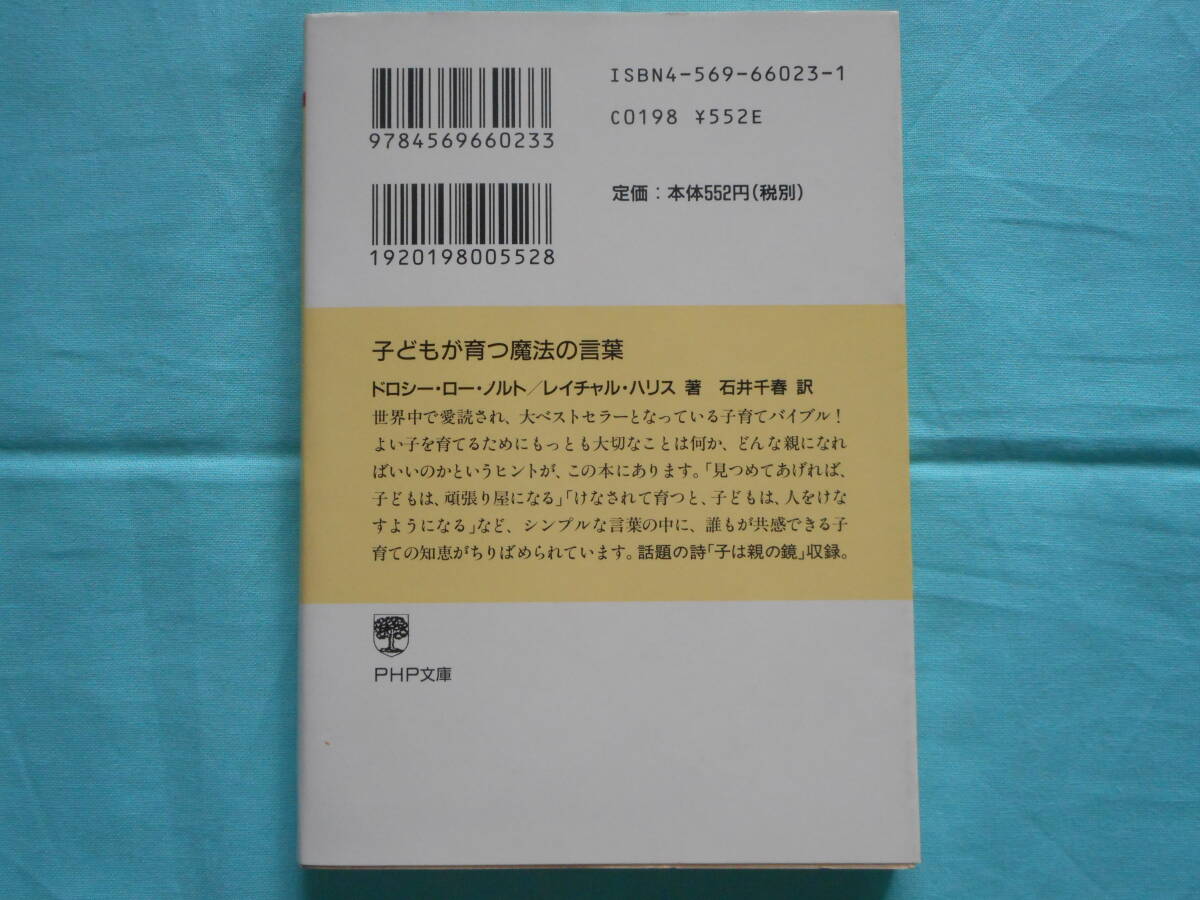 9784569660233
ISBN4-569-66023-1
C0198 ¥552E
1920198005528
定価：本体552円(税別)
子どもが育つ魔法の言葉
ドロシー・ロー・ノルト／レイチャル・ハリス 著　石井千春 訳
世界中で愛読され、大ベストセラーとなっている子育てバイブル！
よい子を育てるためにもっとも大切なことは何か、どんな親になれ
ばいいのかというヒントが、この本にあります。「見つめてあげれば、
子どもは、頑張り屋になる」「けなされて育つと、子どもは、人をけな
すようになる」など、シンプルな言葉の中に、誰もが共感できる子
育ての知恵がちりばめられています。話題の詩「子は親の鏡」収録。
PHP文庫